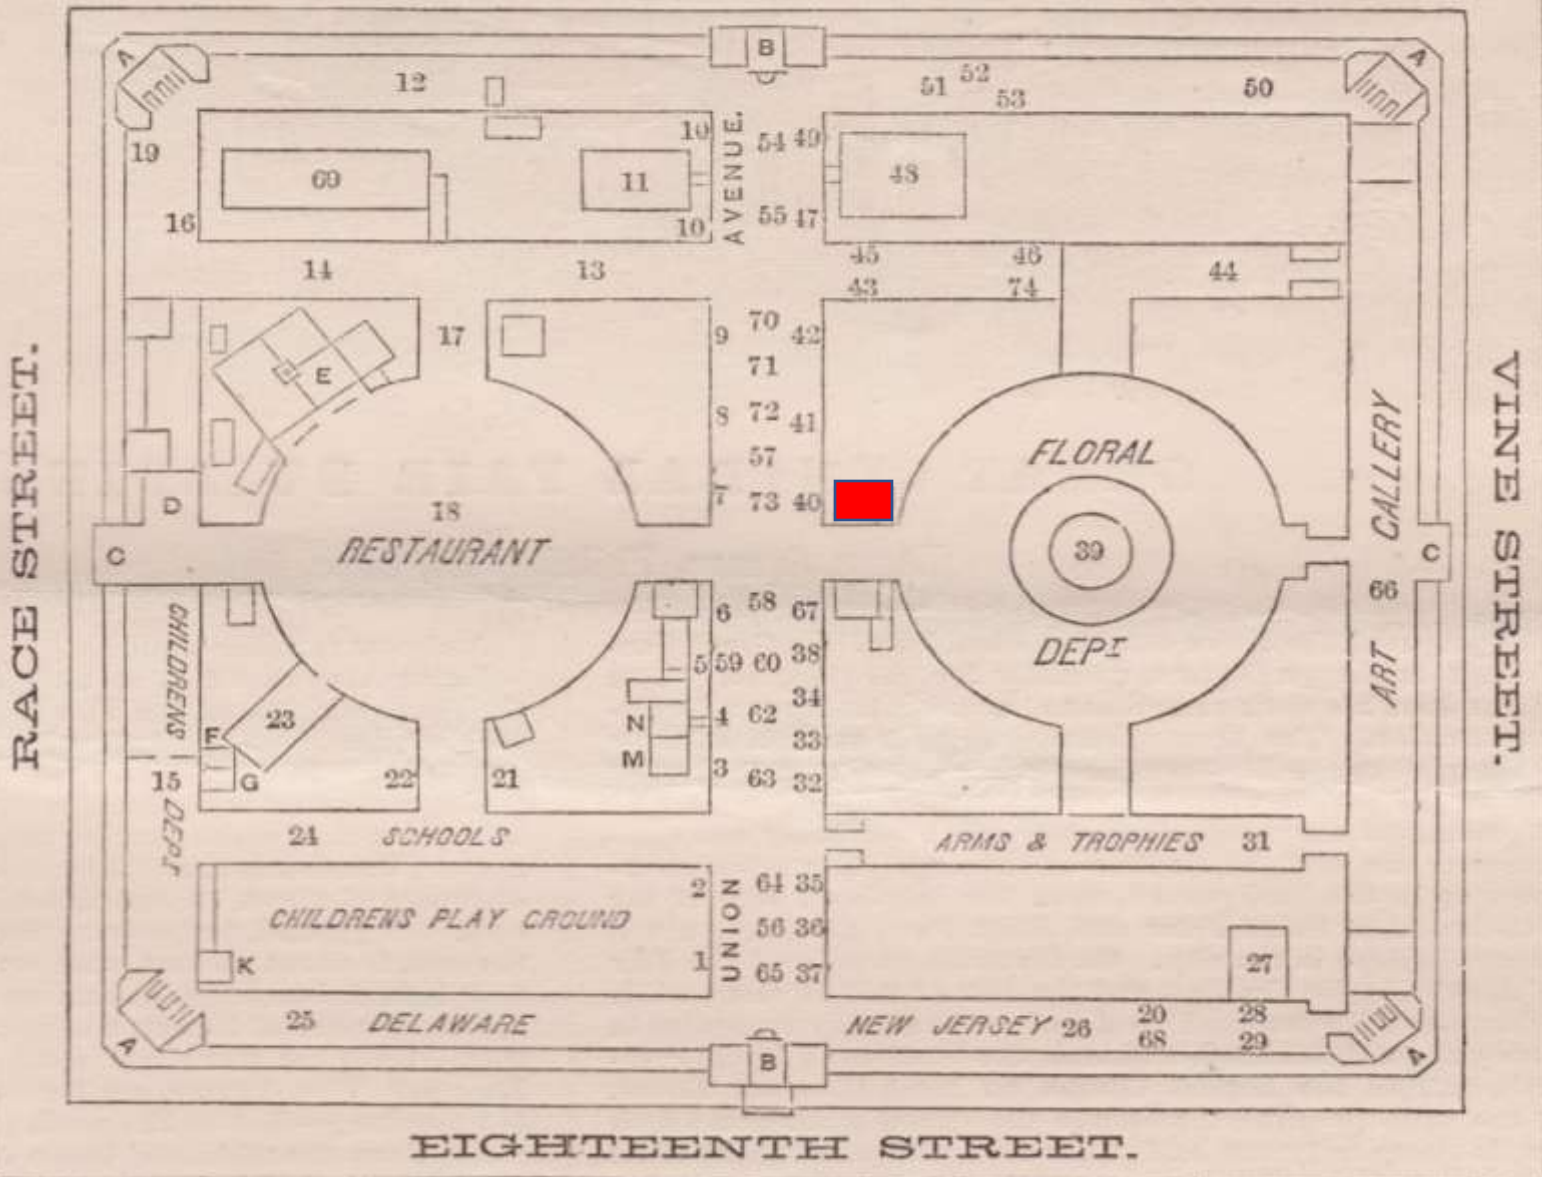 A
B
A
12
51 52
53
50
19
10
AVENUE.
54 49
60
11
48
16
10
55 47
14
13
45
46
44
43
74
17
9
70
42
71
E
8
72
41
57
7
73
40
D
18
RESTAURANT
C
FLORAL
39
DEPT
C
66
ART GALLERY
RACE STREET.
VINE STREET.
CHILDRENS DEPT
6
58
67
5
59
60
38
34
23
N
4
62
F
33
M
3
63
32
15
G
22
21
24
SCHOOLS
ARMS & TROPHIES
31
2
64 35
CHILDRENS PLAY GROUND
UNION
56 36
K
1
65 37
27
25
DELAWARE
NEW JERSEY
26
20
28
68
29
A
B
A
EIGHTEENTH STREET.